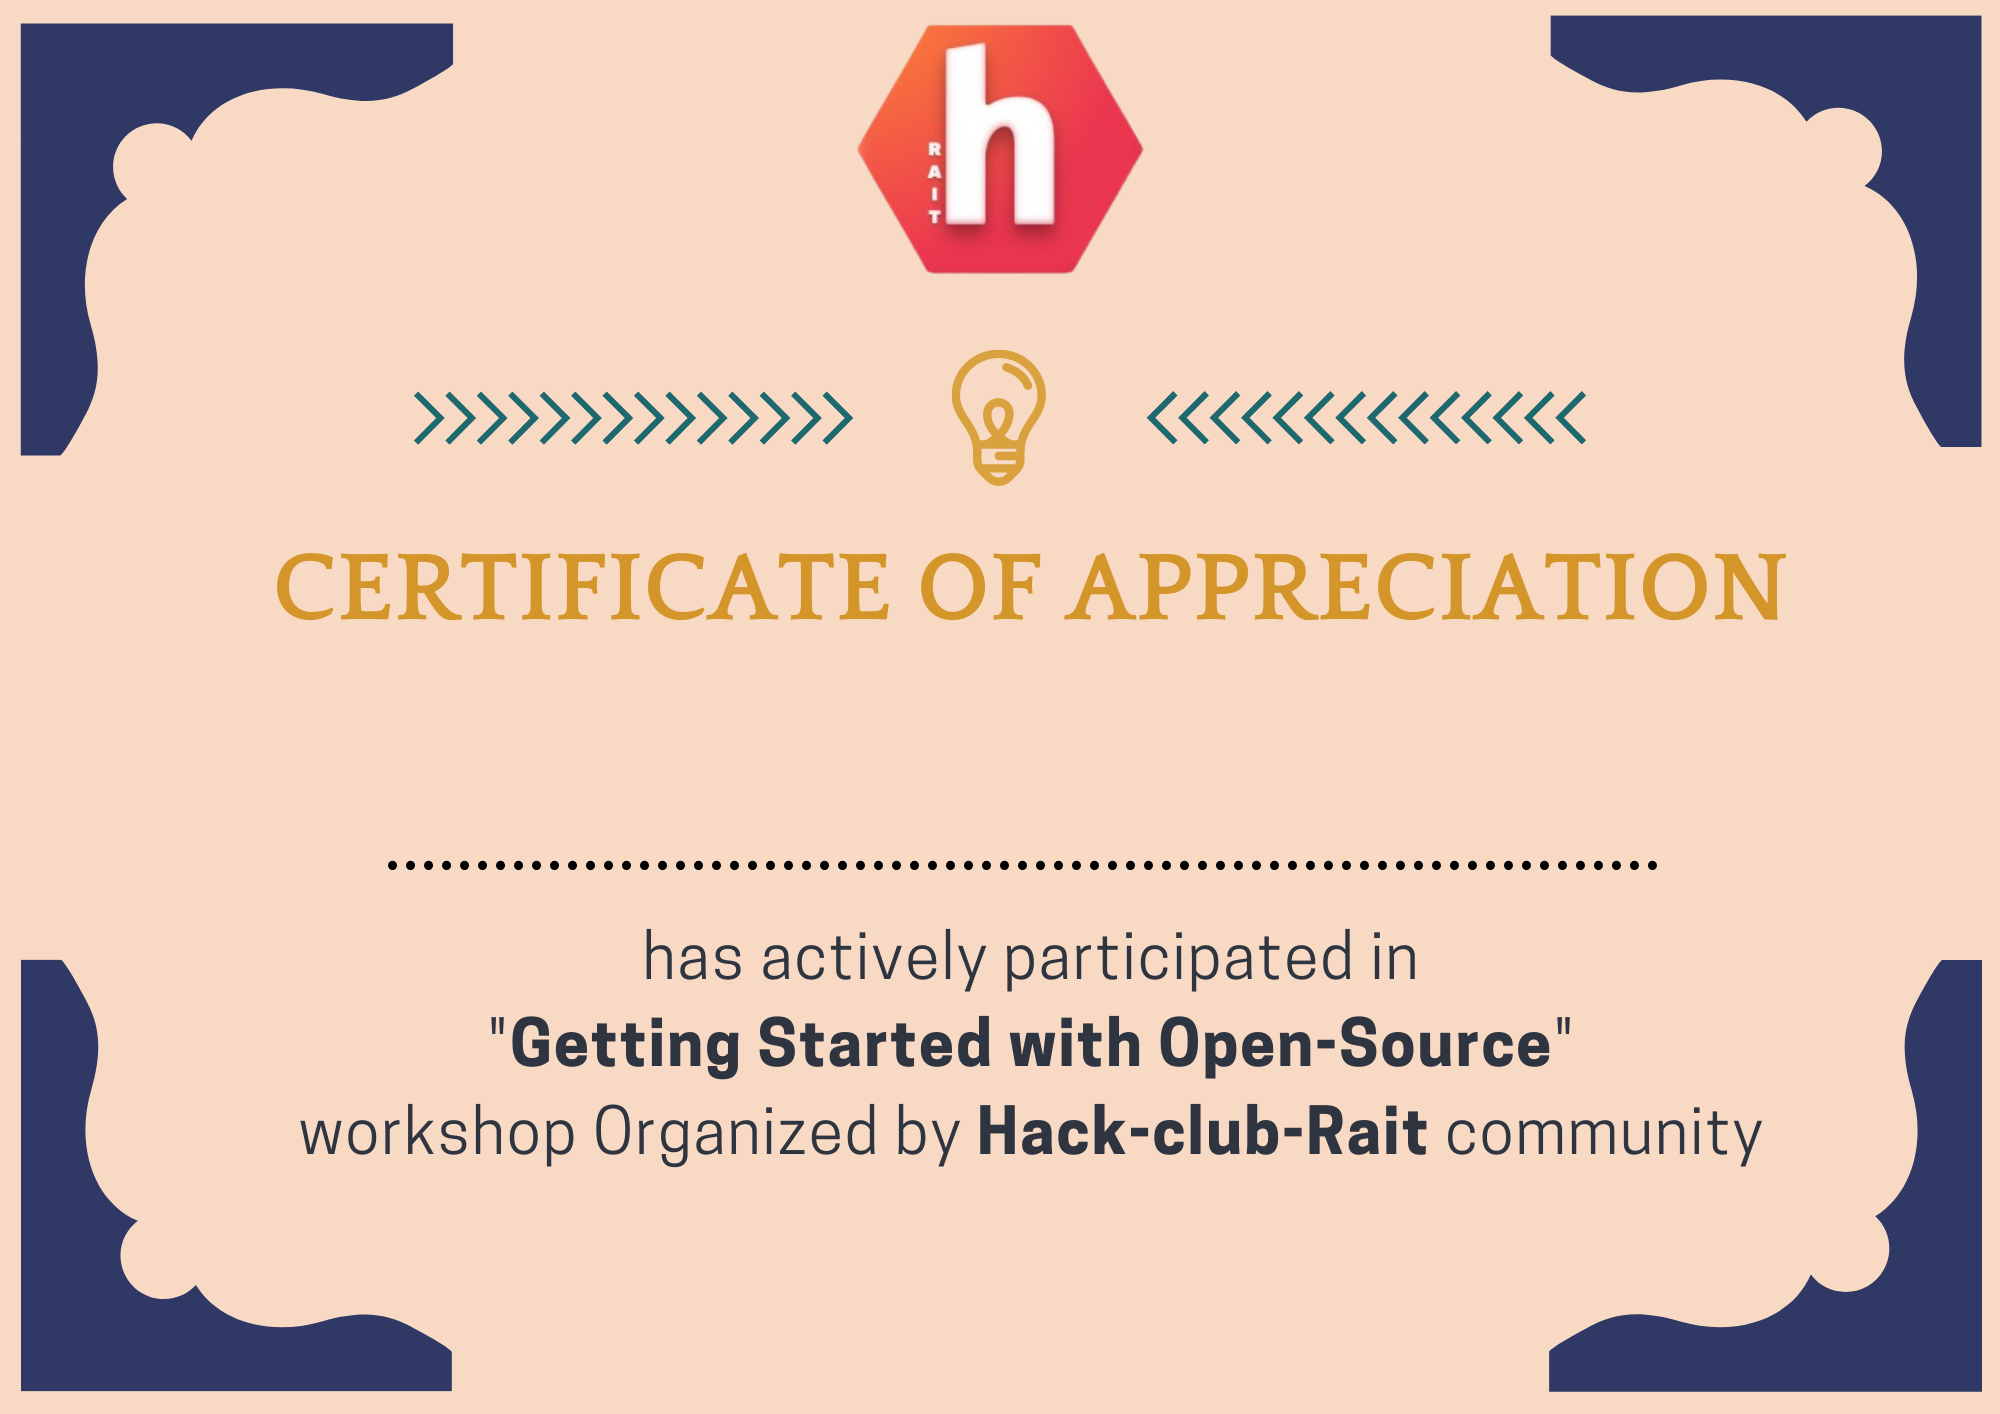 h
RAIT
CERTIFICATE OF APPRECIATION
has actively participated in
"Getting Started with Open-Source"
workshop Organized by Hack-club-Rait community